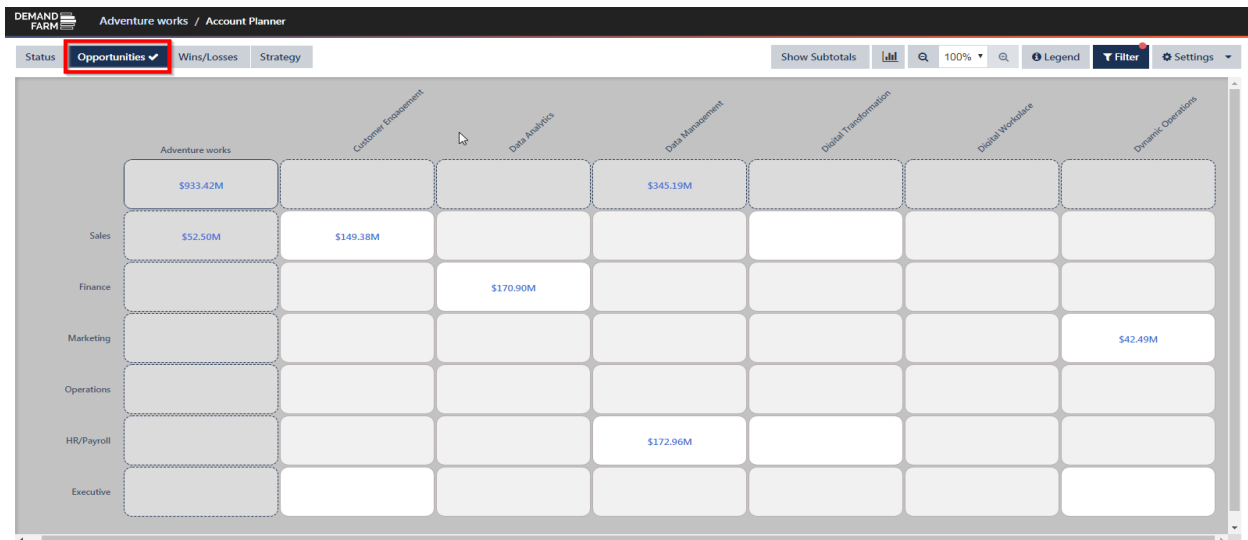 DEMAND FARM Adventure works / Account Planner
Status Opportunities Wins/Losses Strategy Show Subtotals 100% Legend Filter Settings
Adventure works Customer Engagement Data Analytics Data Management Digital Transformation Digital Workplace Dynamic Operations
$933.42M $345.19M
Sales $52.50M $149.38M
Finance $170.90M
Marketing $42.49M
Operations
HR/Payroll $172.96M
Executive